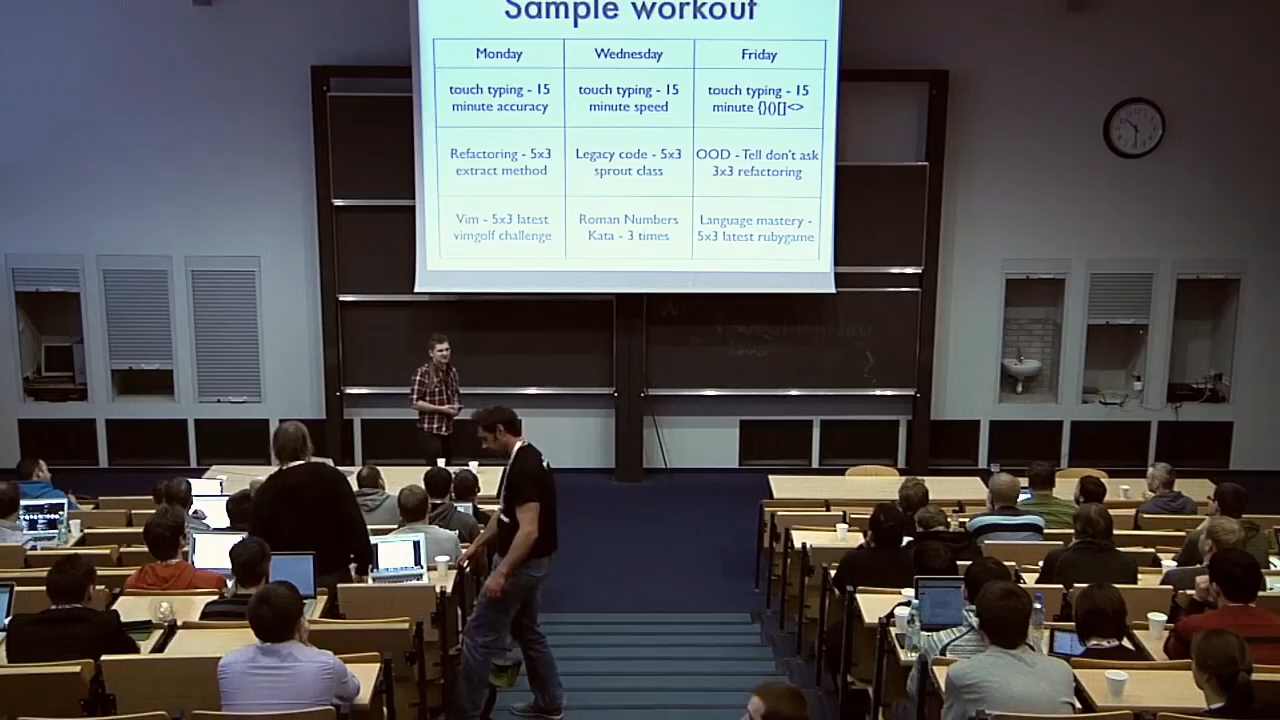 Sample workout
Monday Wednesday Friday
touch typing - 15 touch typing - 15 touch typing - 15
minute accuracy minute speed minute {}()[]<>
Refactoring - 5x3 Legacy code - 5x3 OOD - Tell don't ask
extract method sprout class 3x3 refactoring
Vim - 5x3 latest Roman Numbers Language mastery -
vimgolf challenge Kata - 3 times 5x3 latest rubygame